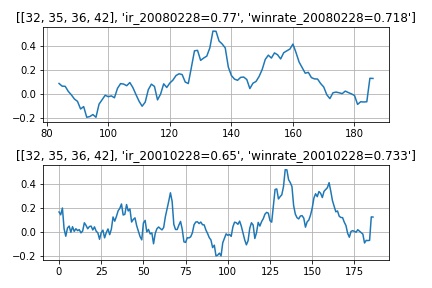 [[32, 35, 36, 42], 'ir_20080228=0.77', 'winrate_20080228=0.718']
0.4
0.2
0.0
-0.2
80 100 120 140 160 180
[[32, 35, 36, 42], 'ir_20010228=0.65', 'winrate_20010228=0.733']
0.4
0.2
0.0
-0.2
0 25 50 75 100 125 150 175